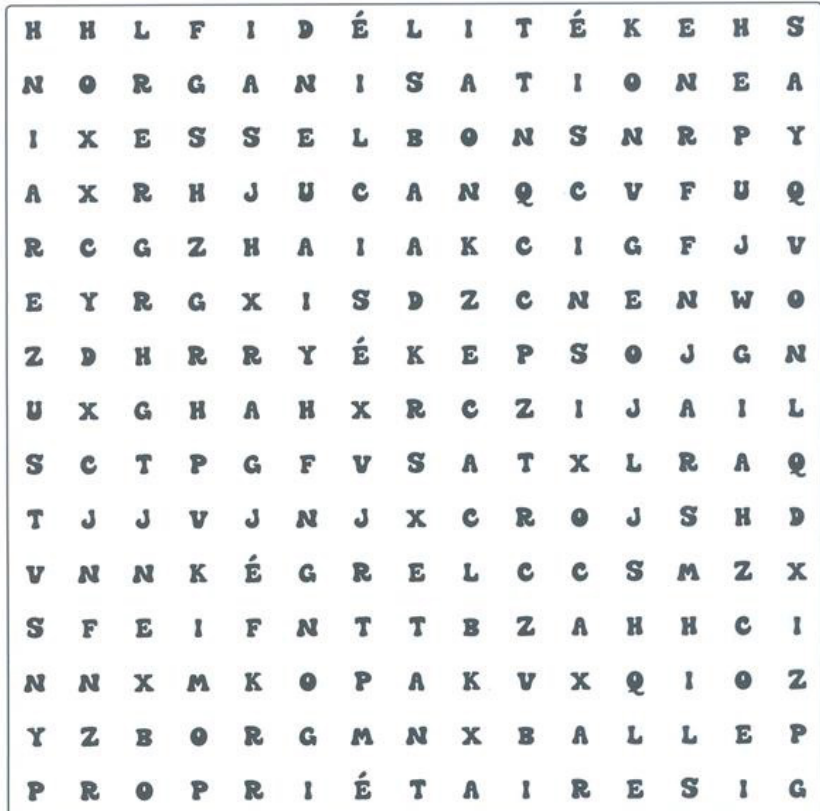 H H L F I D É L I T É K E H S
N O R G A N I S A T I O N E A
I X E S S E L B O N S N R P Y
A X R H J U C A N Q C V F U Q
R C G Z H A I A K C I G F J V
E Y R G X I S D Z C N E N W O
Z D H R R Y É K E P S O J G N
U X G H A H X R C Z I J A I L
S C T P G F V S A T X L R A Q
T J J V J N J X C R O J S H D
V N N K É G R E L C C S M Z X
S F E I F N T T B Z A H H C I
N N X M K O P A K V X Q I O Z
Y Z B O R G M N X B A L L E P
P R O P R I É T A I R E S I G